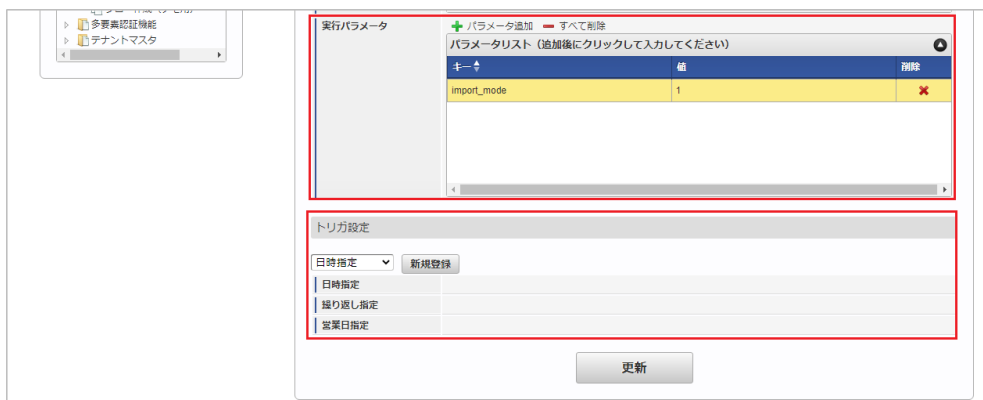 多要素認証機能
テナントマスタ
実行パラメータ
パラメータ追加 すべて削除
パラメータリスト（追加後にクリックして入力してください）
キー 値 削除
import_mode 1
トリガ設定
日時指定 新規登録
日時指定
繰り返し指定
営業日指定
更新